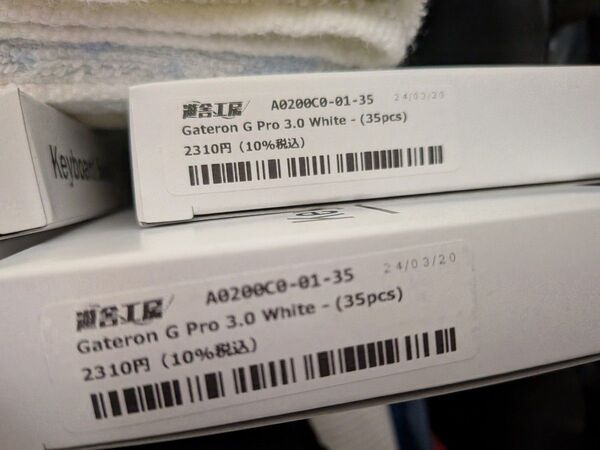 遊舎工房 A0200C0-01-35 24/03/20
Gateron G Pro 3.0 White - (35pcs)
2310円 (10%税込)
Keyboard
遊舎工房 A0200C0-01-35 24/03/20
Gateron G Pro 3.0 White - (35pcs)
2310円 (10%税込)